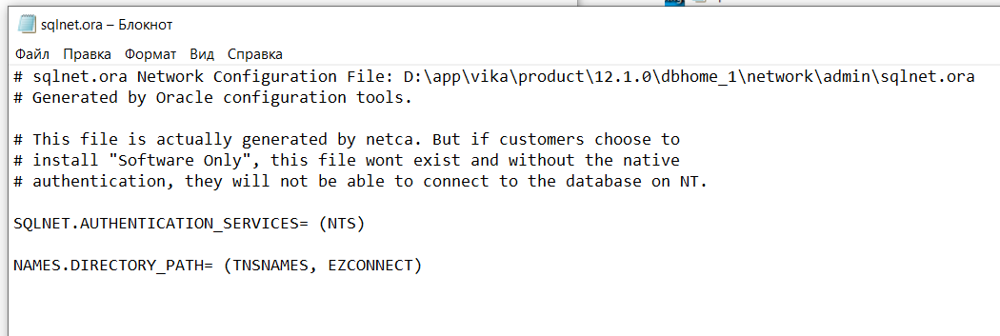 sqlnet.ora – Блокнот
Файл Правка Формат Вид Справка
# sqlnet.ora Network Configuration File: D:\app\vika\product\12.1.0\dbhome_1\network\admin\sqlnet.ora
# Generated by Oracle configuration tools.
# This file is actually generated by netca. But if customers choose to
# install "Software Only", this file wont exist and without the native
# authentication, they will not be able to connect to the database on NT.
SQLNET.AUTHENTICATION_SERVICES= (NTS)
NAMES.DIRECTORY_PATH= (TNSNAMES, EZCONNECT)